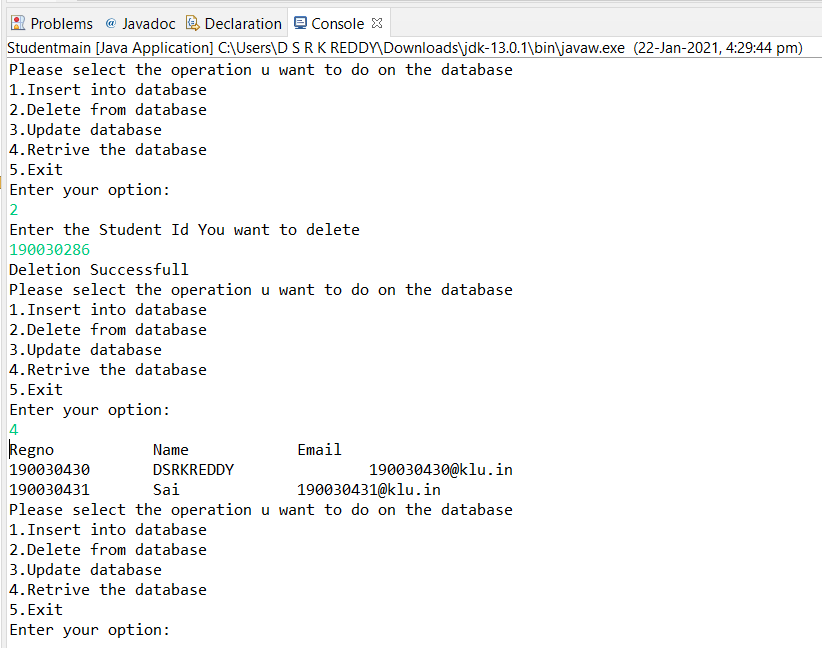 Problems @ Javadoc Declaration Console
Studentmain [Java Application] C:\Users\D S R K REDDY\Downloads\jdk-13.0.1\bin\javaw.exe (22-Jan-2021, 4:29:44 pm)
Please select the operation u want to do on the database
1.Insert into database
2.Delete from database
3.Update database
4.Retrive the database
5.Exit
Enter your option:
2
Enter the Student Id You want to delete
190030286
Deletion Successfull
Please select the operation u want to do on the database
1.Insert into database
2.Delete from database
3.Update database
4.Retrive the database
5.Exit
Enter your option:
4
Regno Name Email
190030430 DSRKREDDY 190030430@klu.in
190030431 Sai 190030431@klu.in
Please select the operation u want to do on the database
1.Insert into database
2.Delete from database
3.Update database
4.Retrive the database
5.Exit
Enter your option: